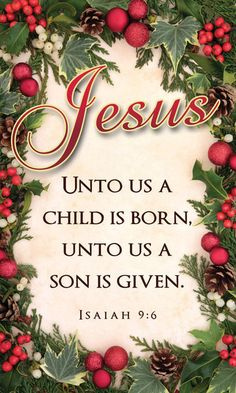 Jesus
Unto us a
child is born,
unto us a
son is given.
Isaiah 9:6